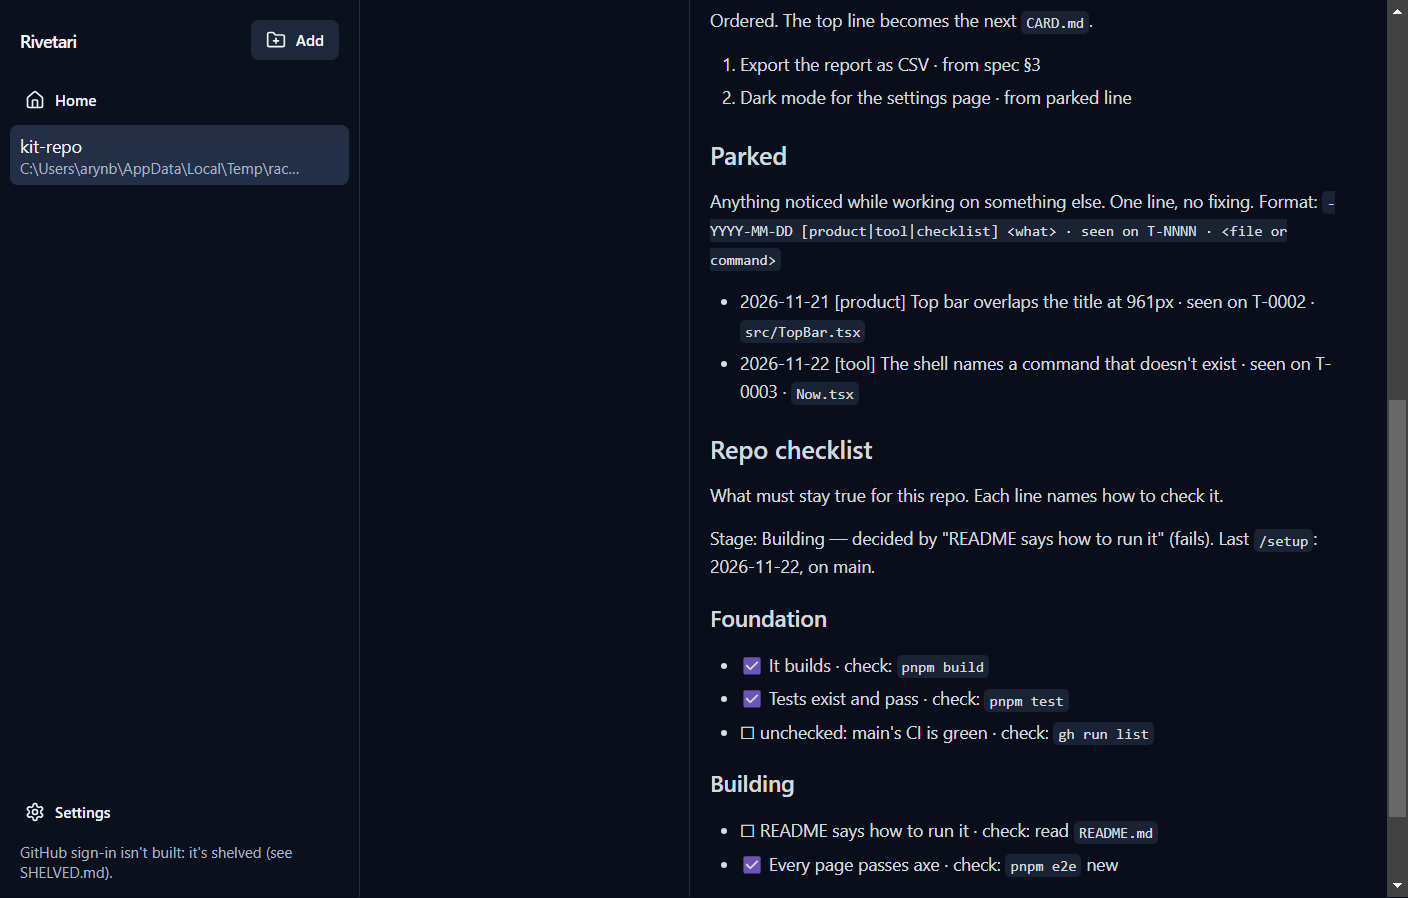 Rivetari
Add
Home
kit-repo
C:\Users\arynb\AppData\Local\Temp\rac...
Settings
GitHub sign-in isn't built: it's shelved (see
SHELVED.md).
Ordered. The top line becomes the next CARD.md.
1. Export the report as CSV · from spec §3
2. Dark mode for the settings page · from parked line
Parked
Anything noticed while working on something else. One line, no fixing. Format: -
YYYY-MM-DD [product|tool|checklist] <what> · seen on T-NNNN · <file or
command>
• 2026-11-21 [product] Top bar overlaps the title at 961px · seen on T-0002 ·
src/TopBar.tsx
• 2026-11-22 [tool] The shell names a command that doesn't exist · seen on T-
0003 · Now.tsx
Repo checklist
What must stay true for this repo. Each line names how to check it.
Stage: Building — decided by "README says how to run it" (fails). Last /setup:
2026-11-22, on main.
Foundation
• ☑ It builds · check: pnpm build
• ☑ Tests exist and pass · check: pnpm test
• ☐ unchecked: main's CI is green · check: gh run list
Building
• ☐ README says how to run it · check: read README.md
• ☑ Every page passes axe · check: pnpm e2e new